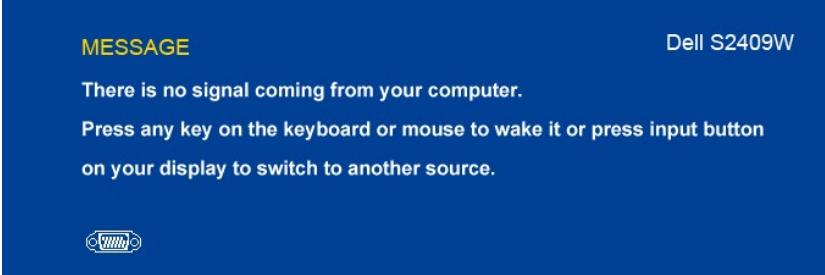 MESSAGE
Dell S2409W
There is no signal coming from your computer.
Press any key on the keyboard or mouse to wake it or press input button
on your display to switch to another source.